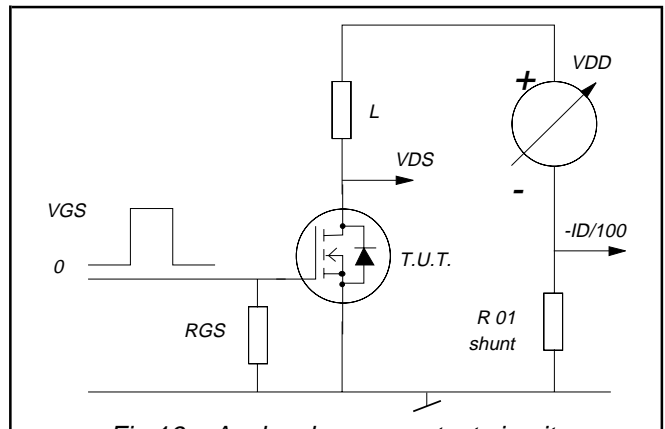 +
VDD
L
VDS
-
VGS
-ID/100
0
T.U.T.
RGS
R 01
shunt